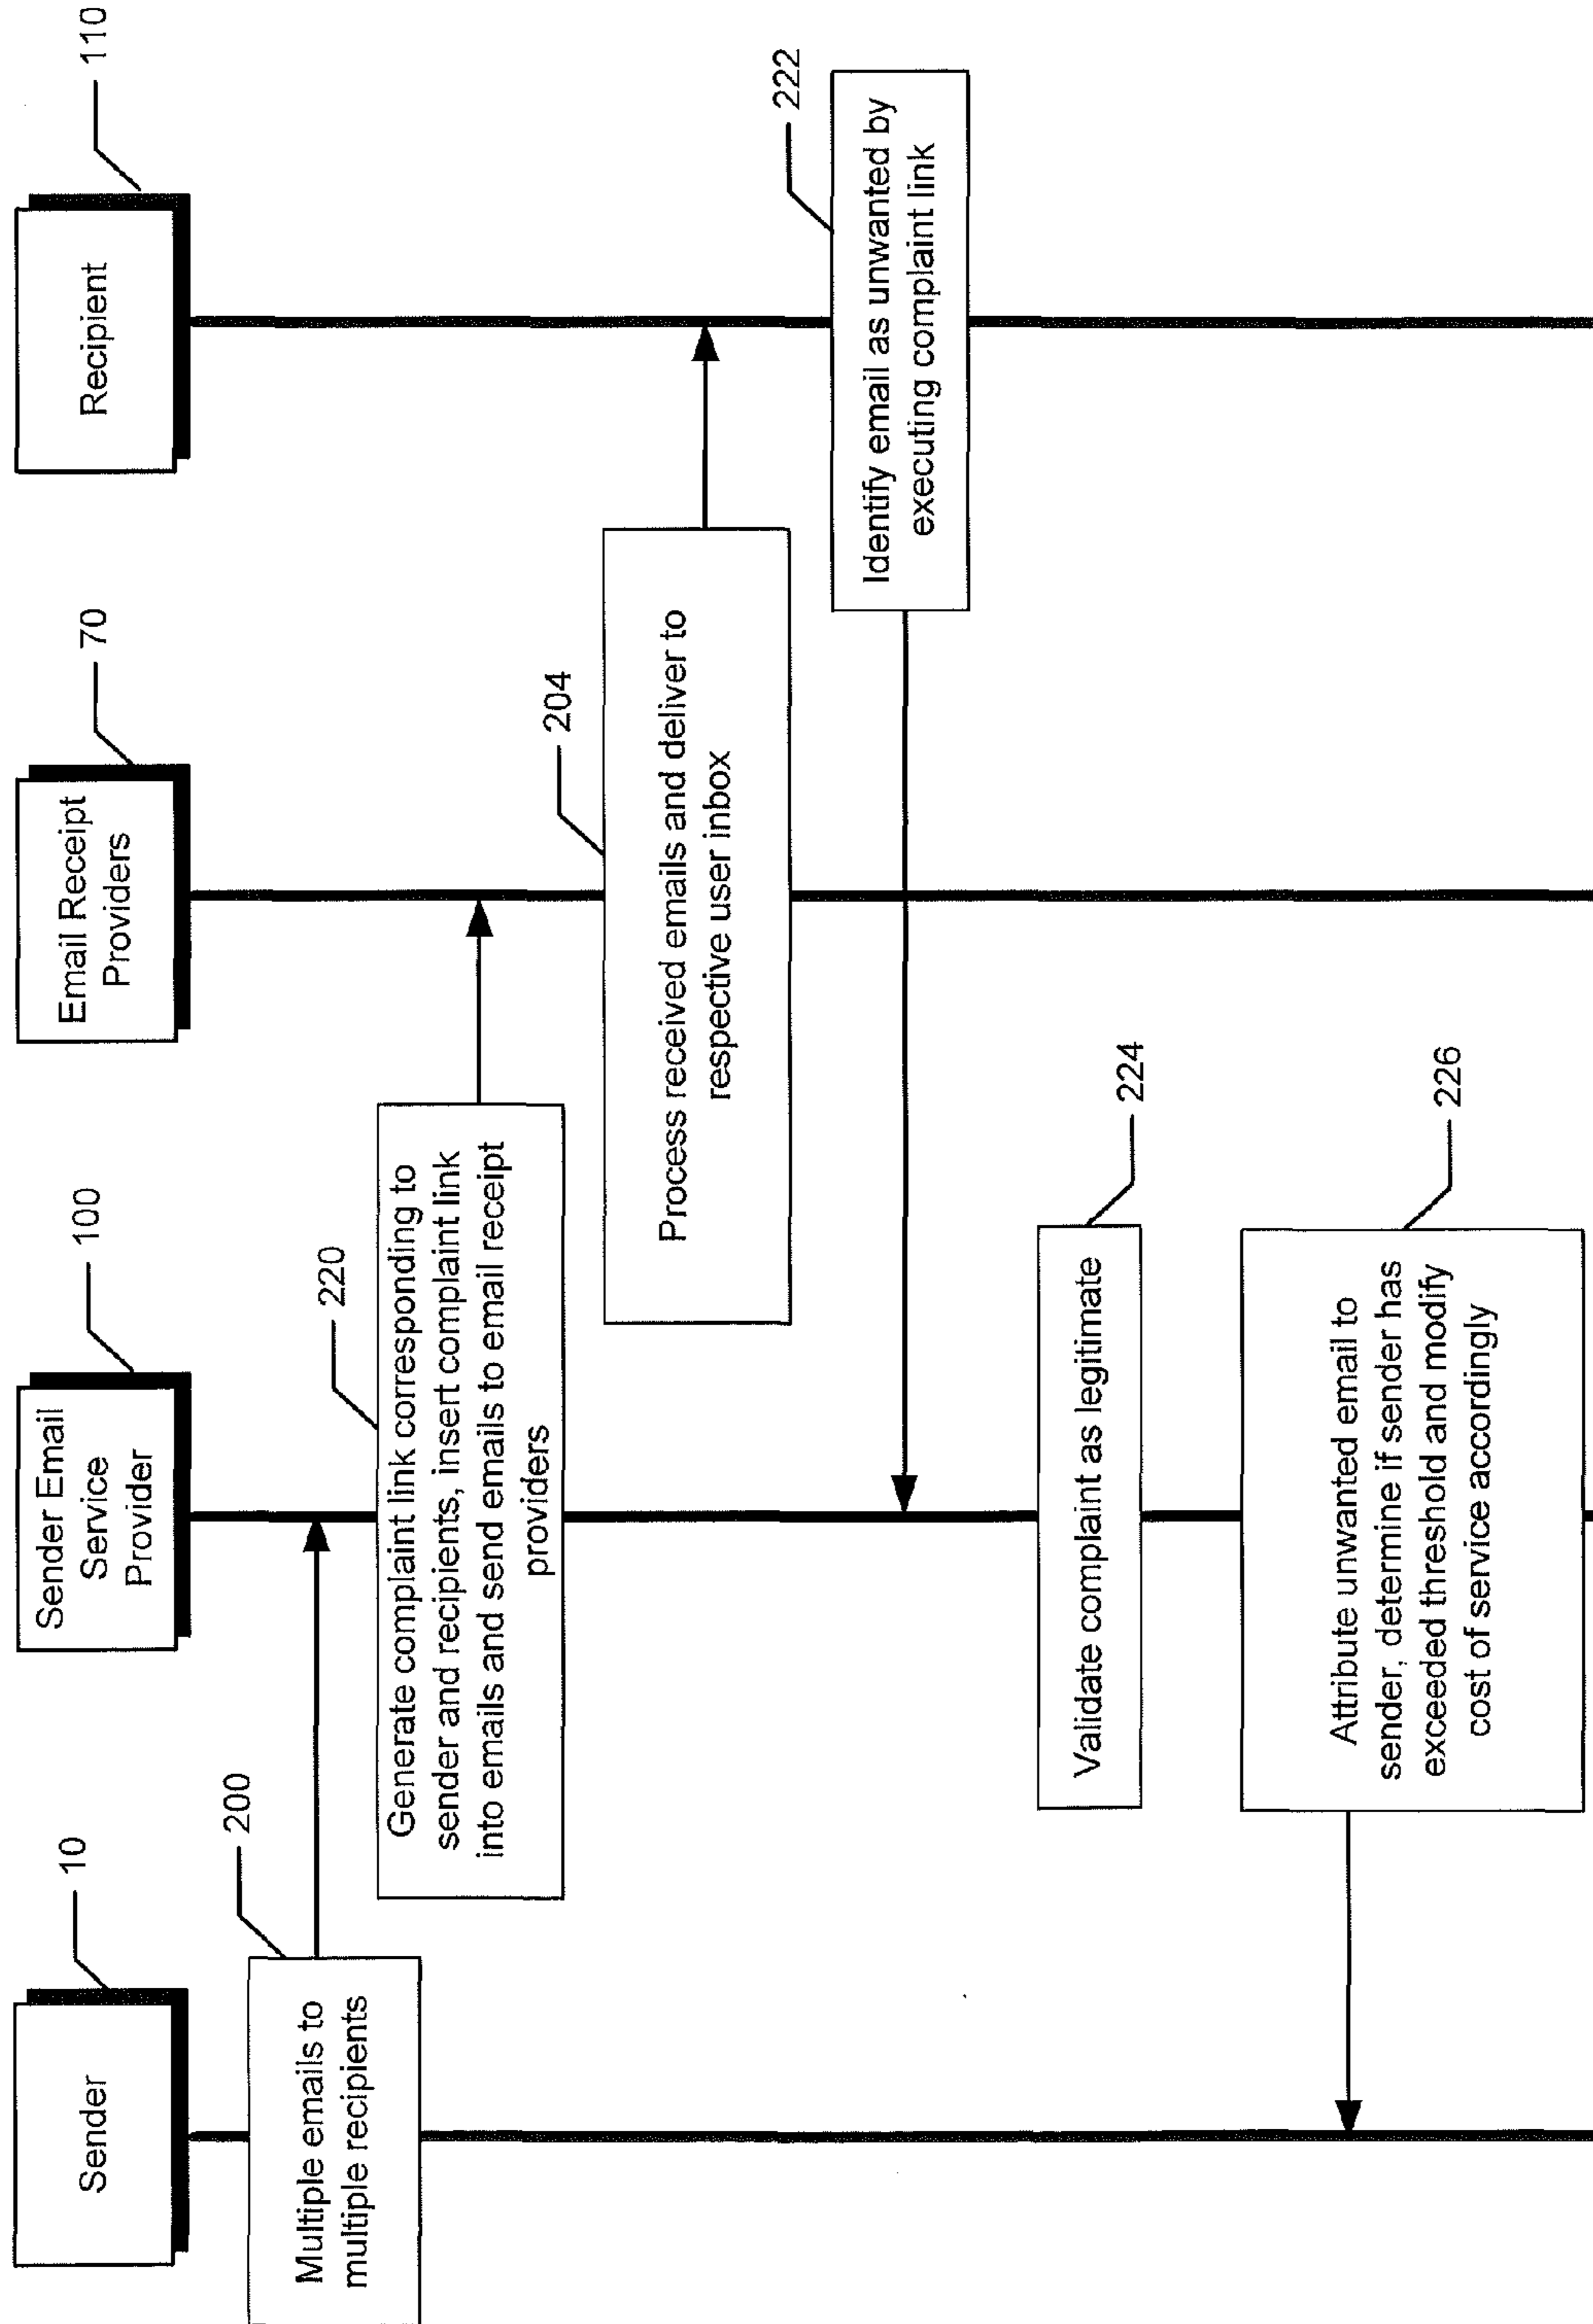 Sender
10
Sender Email
Service
Provider
100
Email Receipt
Providers
70
Recipient
110
200
Multiple emails to
multiple recipients
220
Generate complaint link corresponding to
sender and recipients, insert complaint link
into emails and send emails to email receipt
providers
204
Process received emails and deliver to
respective user inbox
222
Identify email as unwanted by
executing complaint link
224
Validate complaint as legitimate
226
Attribute unwanted email to
sender, determine if sender has
exceeded threshold and modify
cost of service accordingly